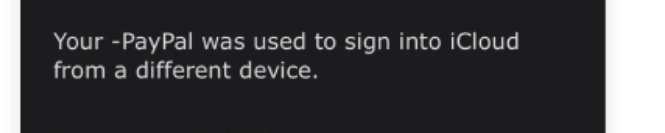 Your -PayPal was used to sign into iCloud
from a different device.